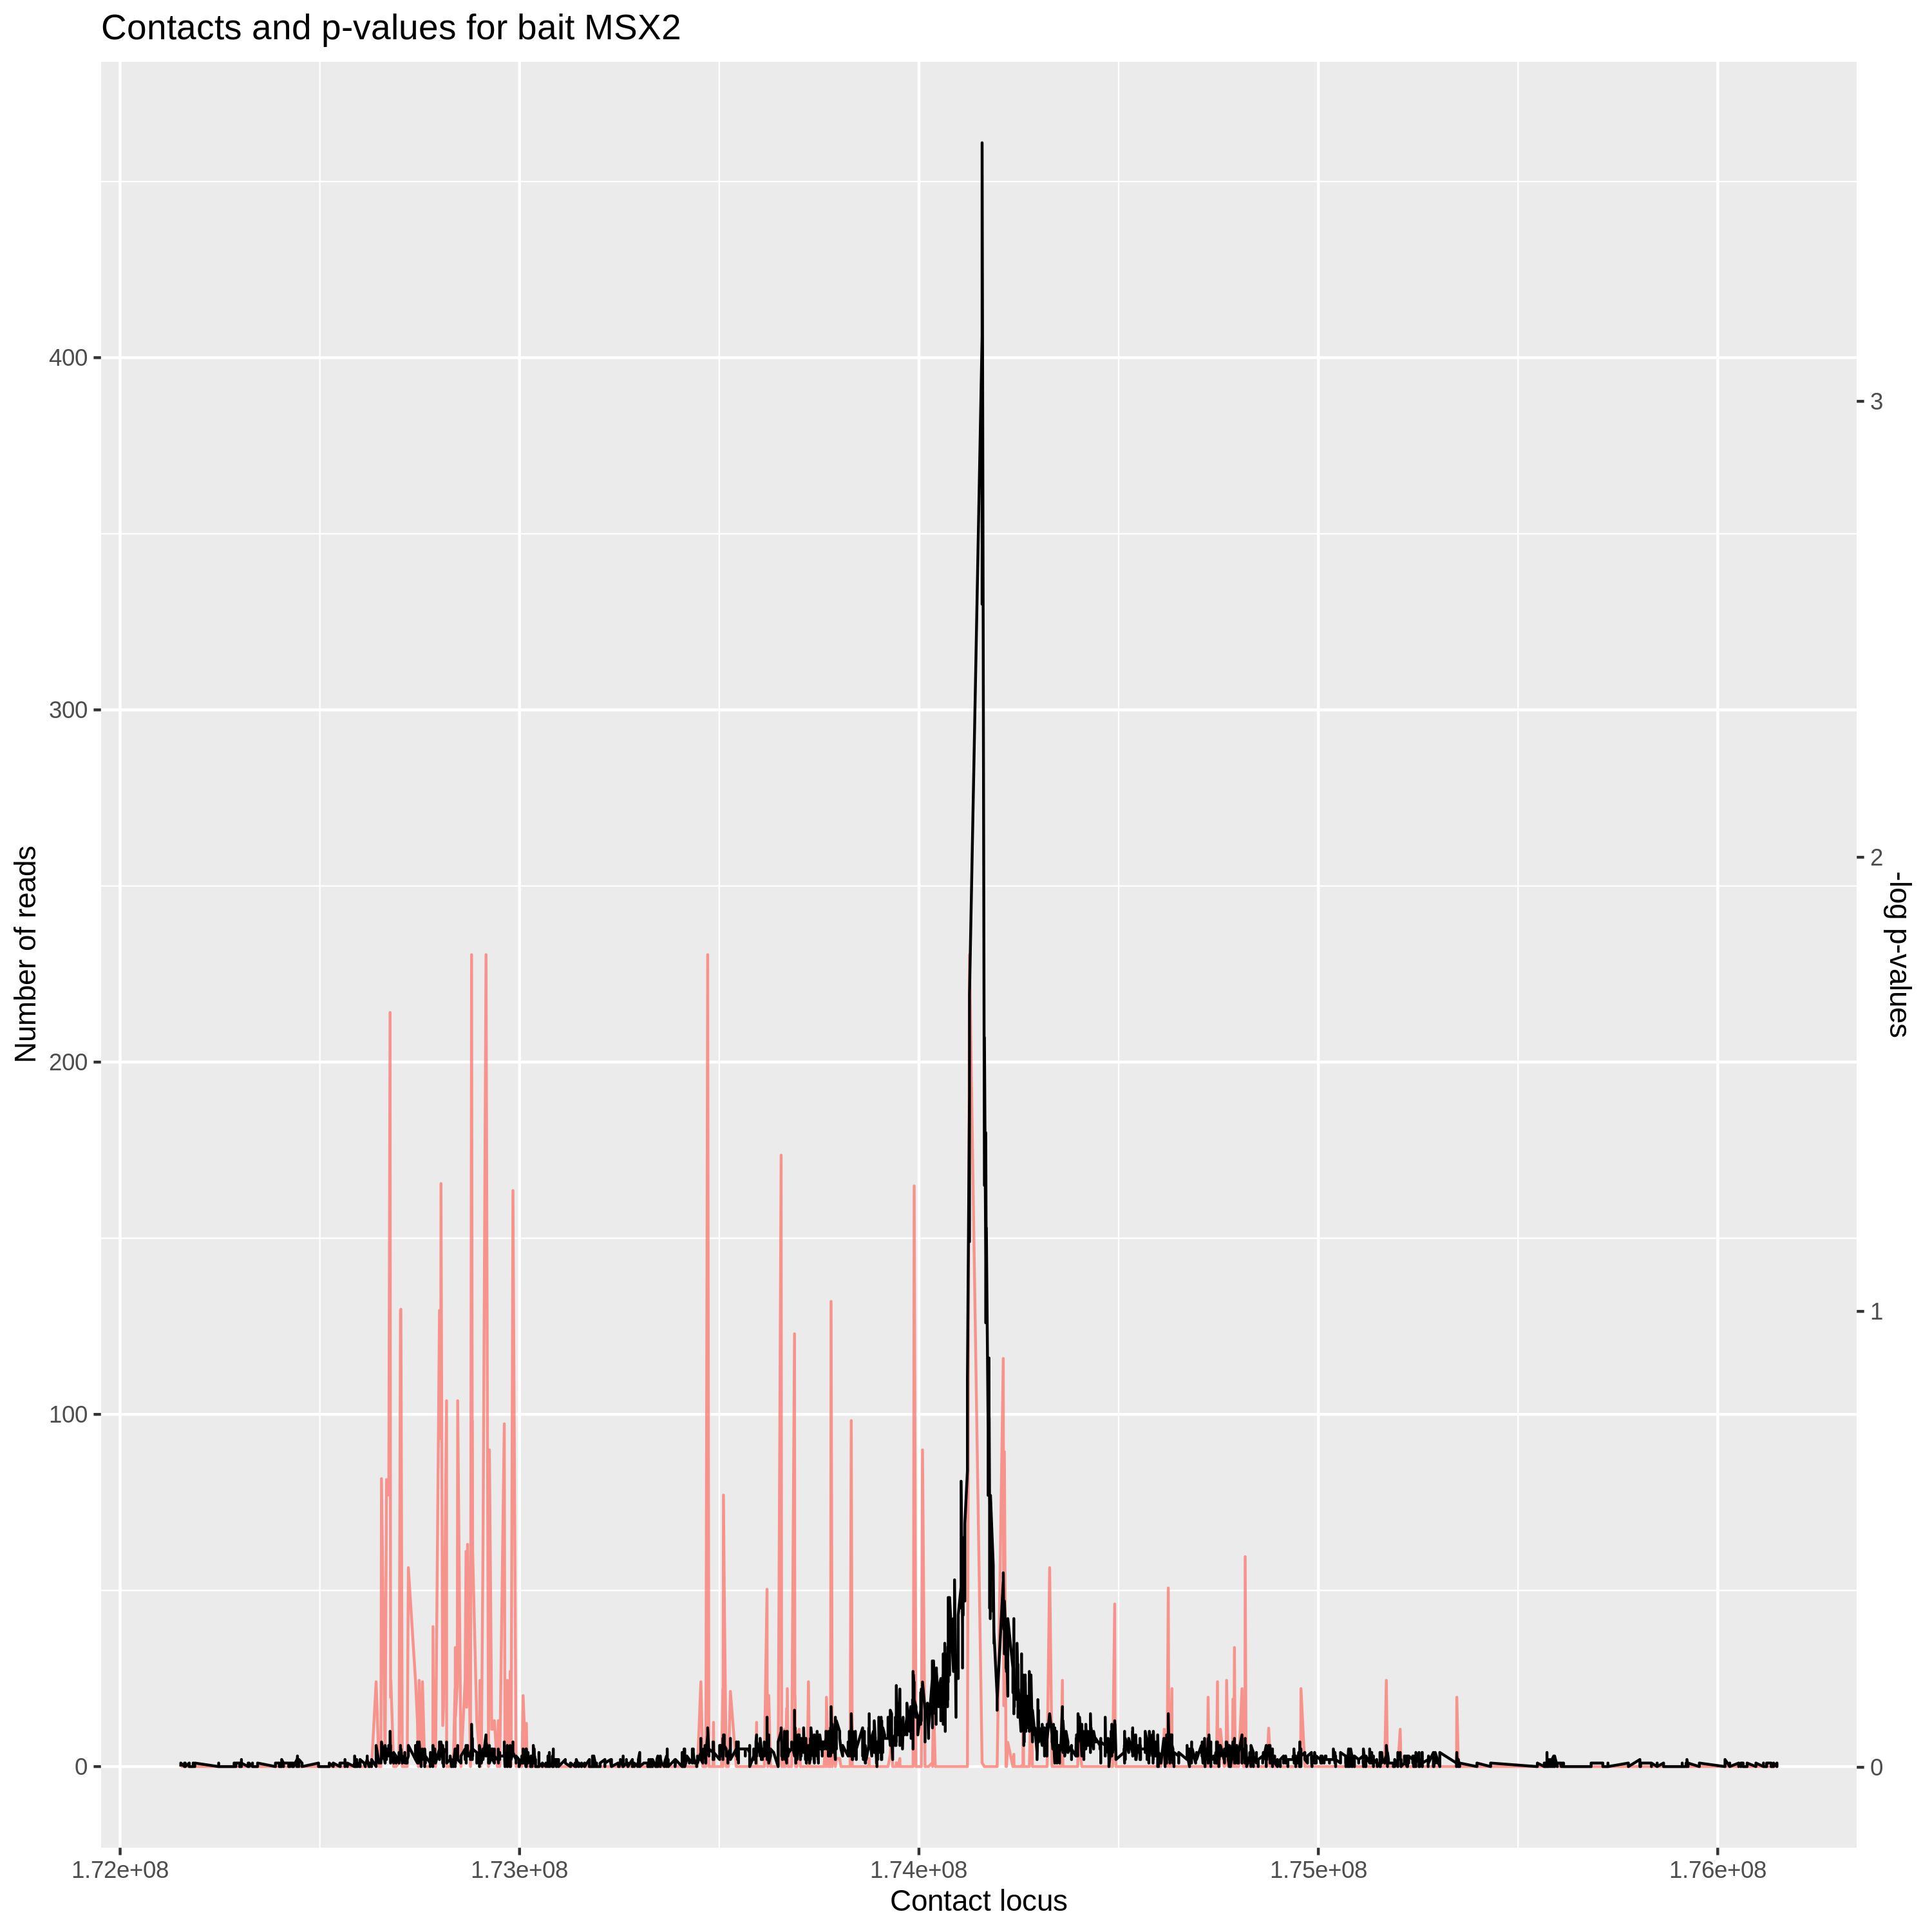 Contacts and p-values for bait MSX2
Number of reads
400
300
200
100
0
3
2
1
0
-log p-values
1.72e+08
1.73e+08
1.74e+08
1.75e+08
1.76e+08
Contact locus